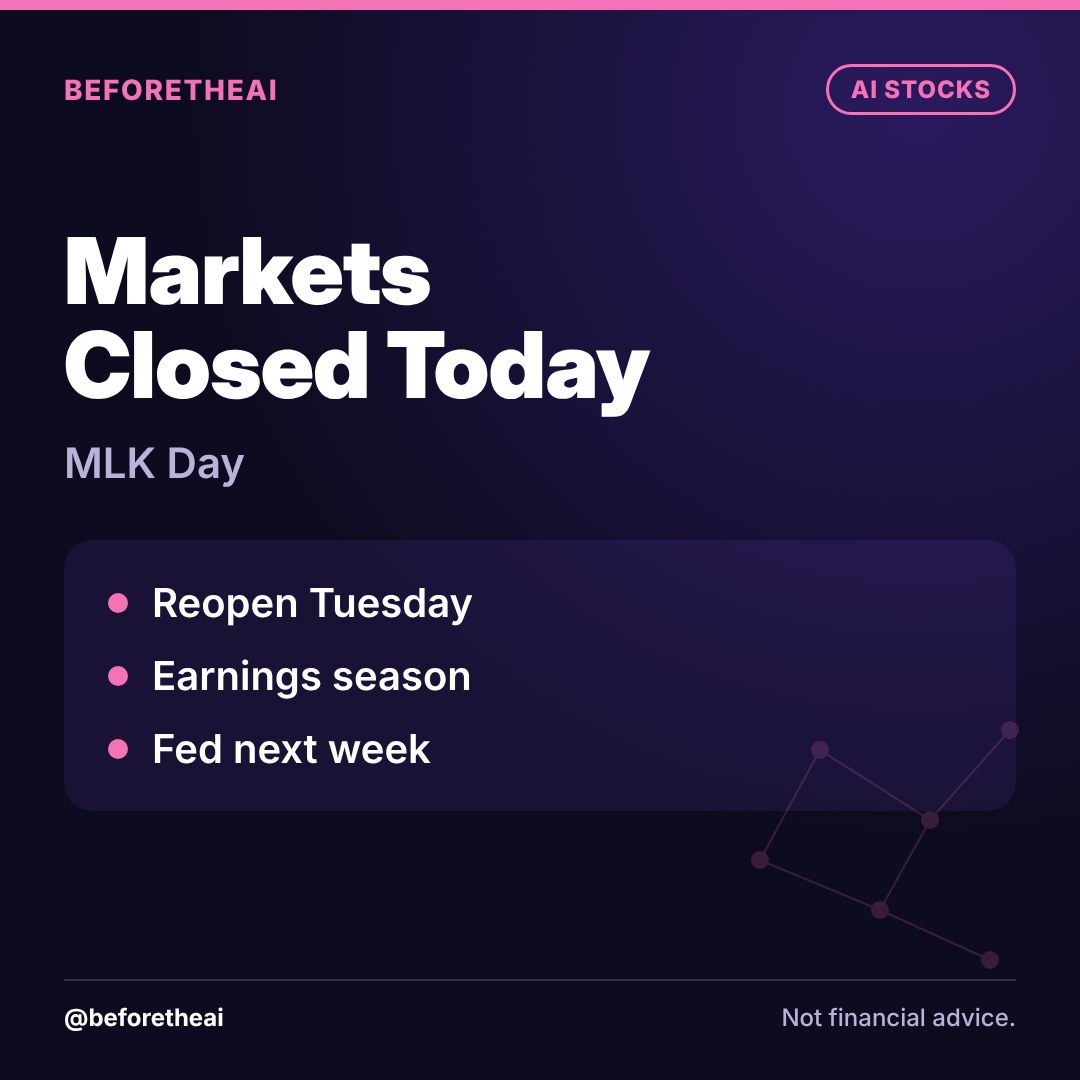 BEFORETHEAI
AI STOCKS
Markets
Closed Today
MLK Day
Reopen Tuesday
Earnings season
Fed next week
@beforetheai
Not financial advice.